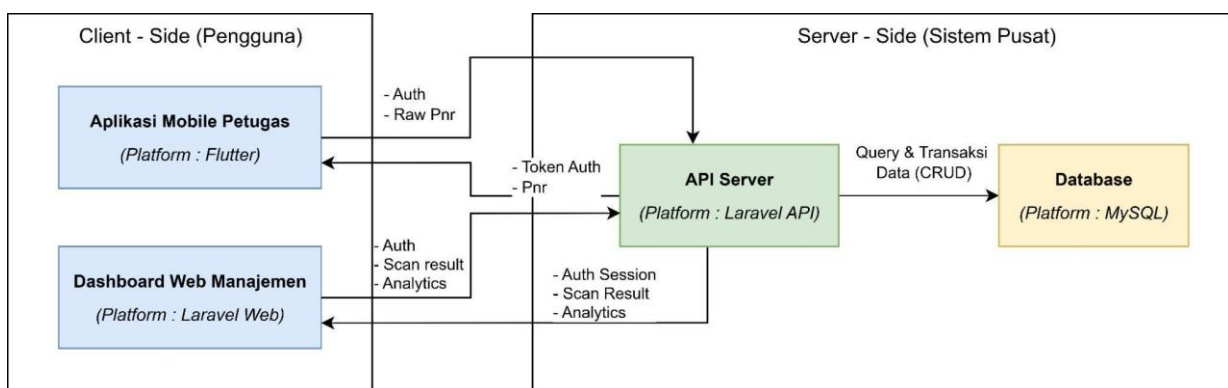 Client - Side (Pengguna)
Server - Side (Sistem Pusat)
Aplikasi Mobile Petugas
(Platform : Flutter)
- Auth
- Raw Pnr
- Token Auth
- Pnr
API Server
(Platform : Laravel API)
Query & Transaksi
Data (CRUD)
Database
(Platform : MySQL)
Dashboard Web Manajemen
(Platform : Laravel Web)
- Auth
- Scan result
- Analytics
- Auth Session
- Scan Result
- Analytics